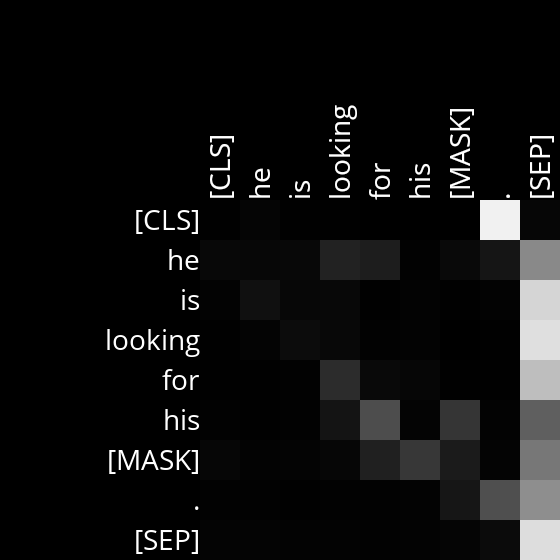 [CLS] he is looking for his [MASK] . [SEP]
[CLS]
he
is
looking
for
his
[MASK]
.
[SEP]